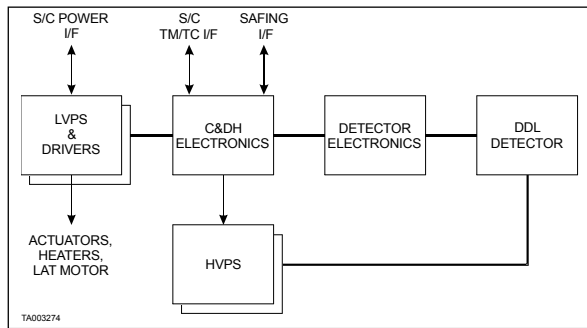 S/C POWER
I/F
S/C
TM/TC I/F
SAFING
I/F
LVPS
&
DRIVERS
C&DH
ELECTRONICS
DETECTOR
ELECTRONICS
DDL
DETECTOR
ACTUATORS,
HEATERS,
LAT MOTOR
HVPS
TA003274